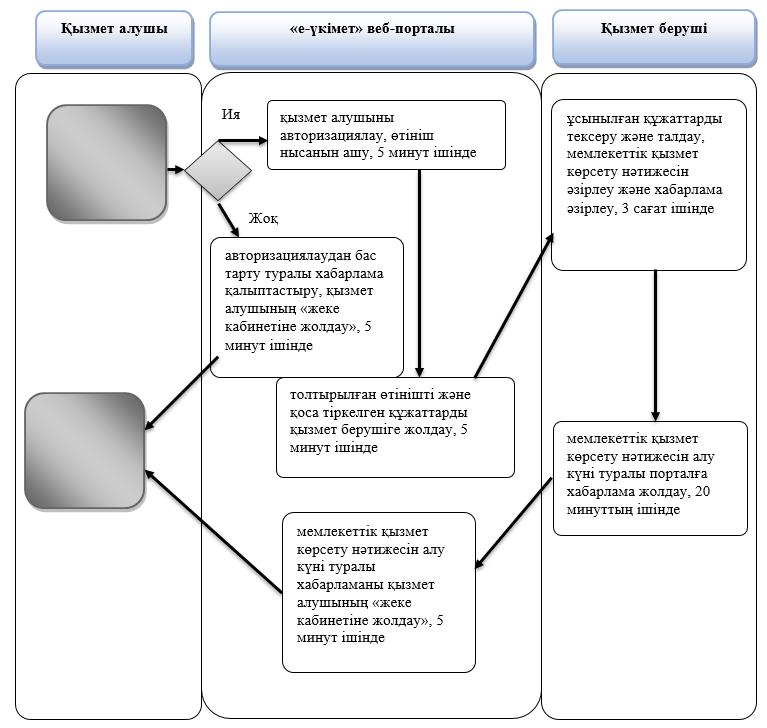 Қызмет алушы
«е-үкімет» веб-порталы
Қызмет беруші
Ия
қызмет алушыны
авторизациялау, өтініш
нысанын ашу, 5 минут ішінде
ұсынылған құжаттарды
тексеру және талдау,
мемлекеттік қызмет
көрсету нәтижесін
әзірлеу және хабарлама
әзірлеу, 3 сағат ішінде
Жоқ
авторизациялаудан бас
тарту туралы хабарлама
қалыптастыру, қызмет
алушының «жеке
кабинетіне жолдау», 5
минут ішінде
толтырылған өтінішті және
қоса тіркелген құжаттарды
қызмет берушіге жолдау, 5
минут ішінде
мемлекеттік қызмет
көрсету нәтижесін алу
күні туралы порталға
хабарлама жолдау, 20
минуттың ішінде
мемлекеттік қызмет
көрсету нәтижесін алу
күні туралы
хабарламаны қызмет
алушының «жеке
кабинетіне жолдау», 5
минут ішінде